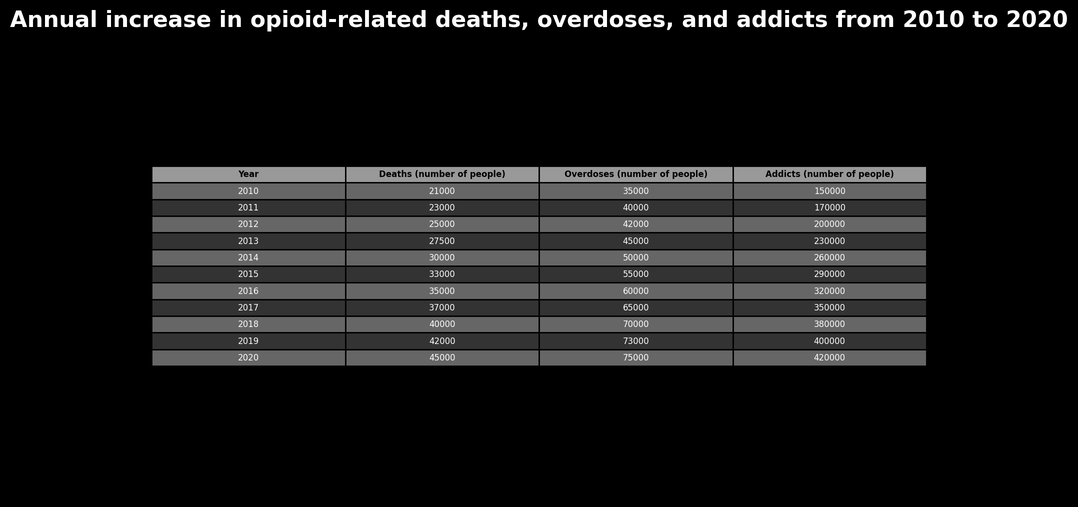 Annual increase in opioid-related deaths, overdoses, and addicts from 2010 to 2020
Year Deaths (number of people) Overdoses (number of people) Addicts (number of people)
2010 21000 35000 150000
2011 23000 40000 170000
2012 25000 42000 200000
2013 27500 45000 230000
2014 30000 50000 260000
2015 33000 55000 290000
2016 35000 60000 320000
2017 37000 65000 350000
2018 40000 70000 380000
2019 42000 73000 400000
2020 45000 75000 420000